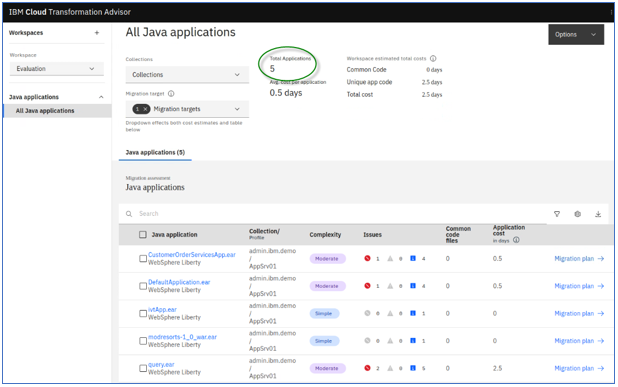 IBM Cloud Transformation Advisor
Workspaces +
Workspace
Evaluation
Java applications
All Java applications
All Java applications
Options
Collections
Collections
Migration target
1 × Migration targets
Dropdown effects both cost estimates and table
below.
Total Applications
5
Avg. cost per application
0.5 days
Workspace estimated total costs
Common Code 0 days
Unique app code 2.5 days
Total cost 2.5 days
Java applications (5)
Migration assessment
Java applications
Search
Java application
Collection/
Profile
Complexity
Issues
Common
code
files
Application
cost
in days
CustomerOrderServicesApp.ear
WebSphere Liberty
admin.ibm.demo
/
AppSrv01
Moderate
1 0 4
0
0.5
Migration plan
DefaultApplication.ear
WebSphere Liberty
admin.ibm.demo
/
AppSrv01
Moderate
1 0 4
0
0.5
Migration plan
ivtApp.ear
WebSphere Liberty
admin.ibm.demo
/
AppSrv01
Simple
0 0 1
0
0
Migration plan
modresorts-1_0_war.ear
WebSphere Liberty
admin.ibm.demo
/
AppSrv01
Simple
0 0 1
0
0
Migration plan
query.ear
WebSphere Liberty
admin.ibm.demo
/
AppSrv01
Moderate
2 0 5
0
2.5
Migration plan